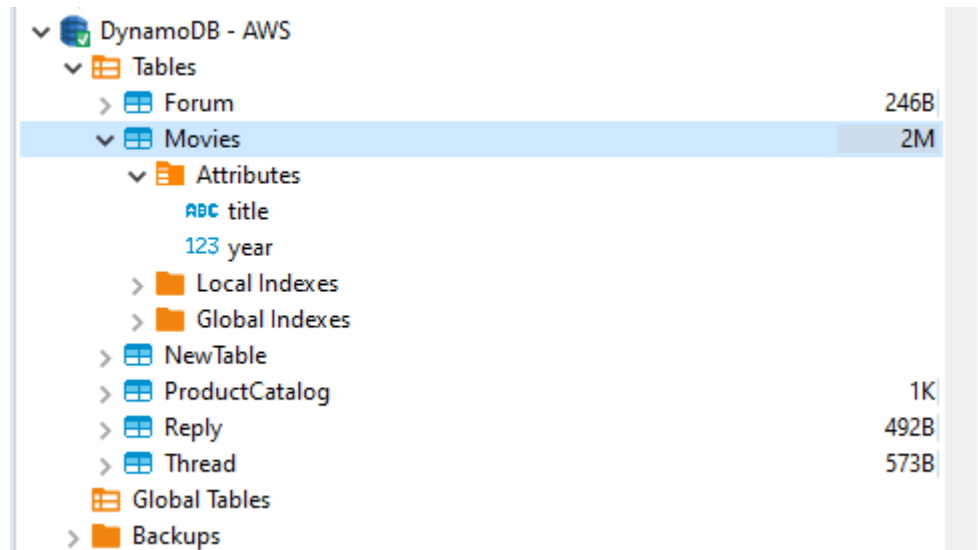 DynamoDB - AWS
Tables
Forum 246B
Movies 2M
Attributes
ABC title
123 year
Local Indexes
Global Indexes
NewTable
ProductCatalog 1K
Reply 492B
Thread 573B
Global Tables
Backups